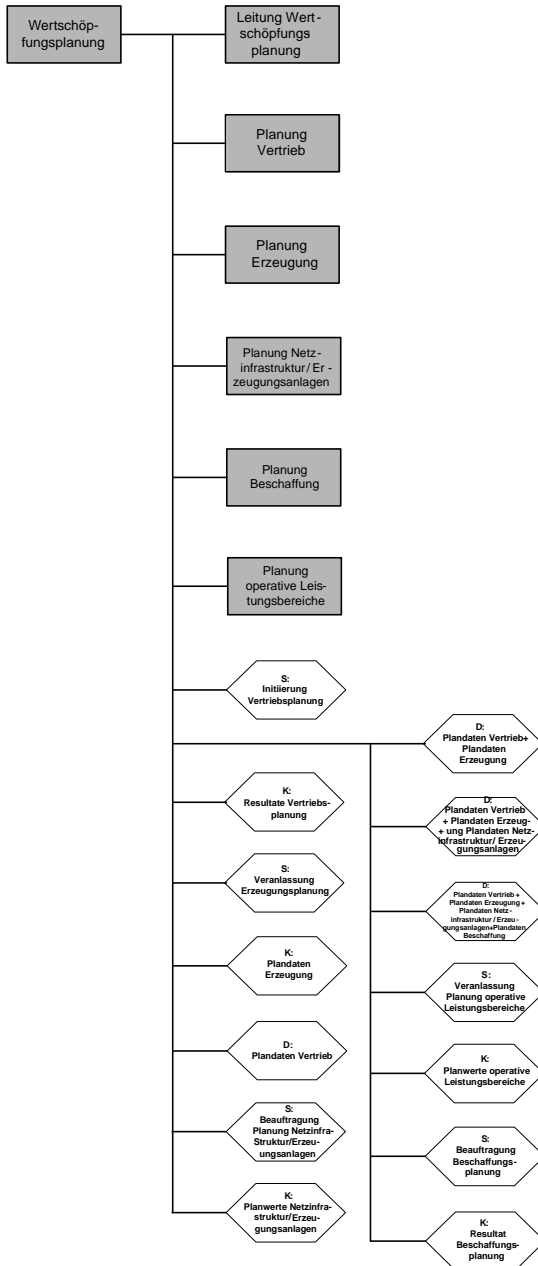 Wertschöp-
fungsplanung
Leitung Wert-
schöpfungs
planung
Planung
Vertrieb
Planung
Erzeugung
Planung Netz-
infrastruktur/ Er -
zeugungsanlagen
Planung
Beschaffung
Planung
operative Leis-
tungsbereiche
S:
Initiierung
Vertriebsplanung
K:
Resultate Vertriebs-
planung
S:
Veranlassung
Erzeugungsplanung
K:
Plandaten
Erzeugung
D:
Plandaten Vertrieb
S:
Beauftragung
Planung Netzinfra-
Struktur/Erzeu-
ungsanlagen
K:
Planwerte Netzinfra-
struktur/Erzeu-
gungsanlagen
D:
Plandaten Vertrieb+
Plandaten
Erzeugung
D:
Plandaten Vertrieb
+ Plandaten Erzeug-
+ ung Plandaten Netz-
infrastruktur/ Erzeu-
gungsanlagen
D:
Plandaten Vertrieb +
Plandaten Erzeugung +
Plandaten Netz-
infrastruktur / Erzeu-
gungsanlagen+Plandaten
Beschaffung
S:
Veranlassung
Planung operative
Leistungsbereiche
K:
Planwerte operative
Leistungsbereiche
S:
Beauftragung
Beschaffungs-
planung
K:
Resultat
Beschaffungs-
planung